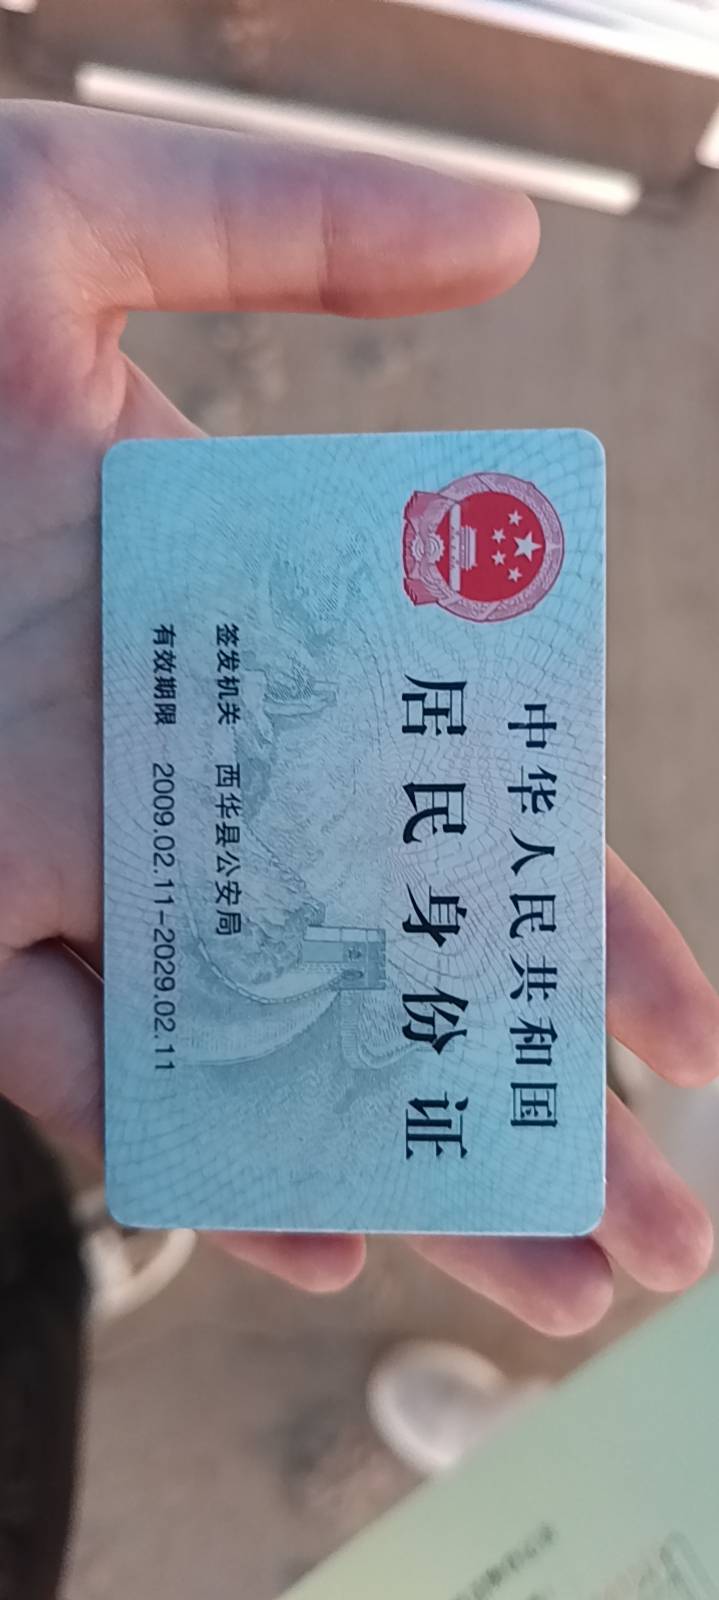 中华人民共和国
居民身份证
签发机关 西华县公安局
有效期限 2009.02.11-2029.02.11